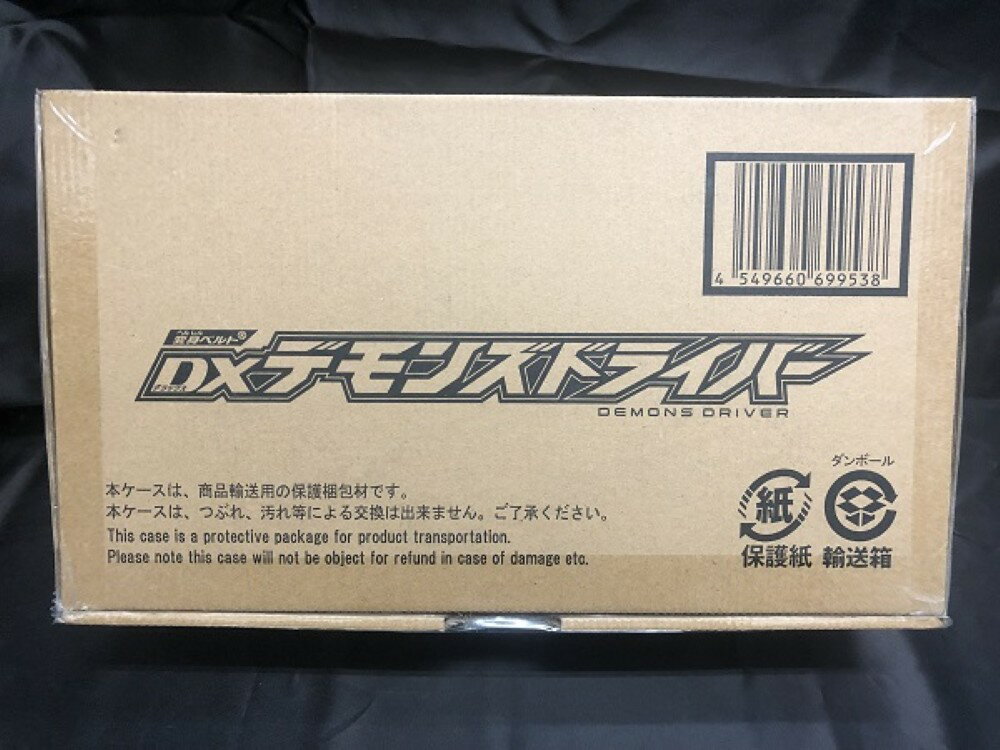 4 549660 699538
変身ベルト®
DXデモンズドライバー
デラックス
DEMONS DRIVER
本ケースは、商品輸送用の保護梱包材です。
本ケースは、つぶれ、汚れ等による交換は出来ません。ご了承ください。
This case is a protective package for product transportation.
Please note this case will not be object for refund in case of damage etc.
ダンボール
紙
保護紙 輸送箱